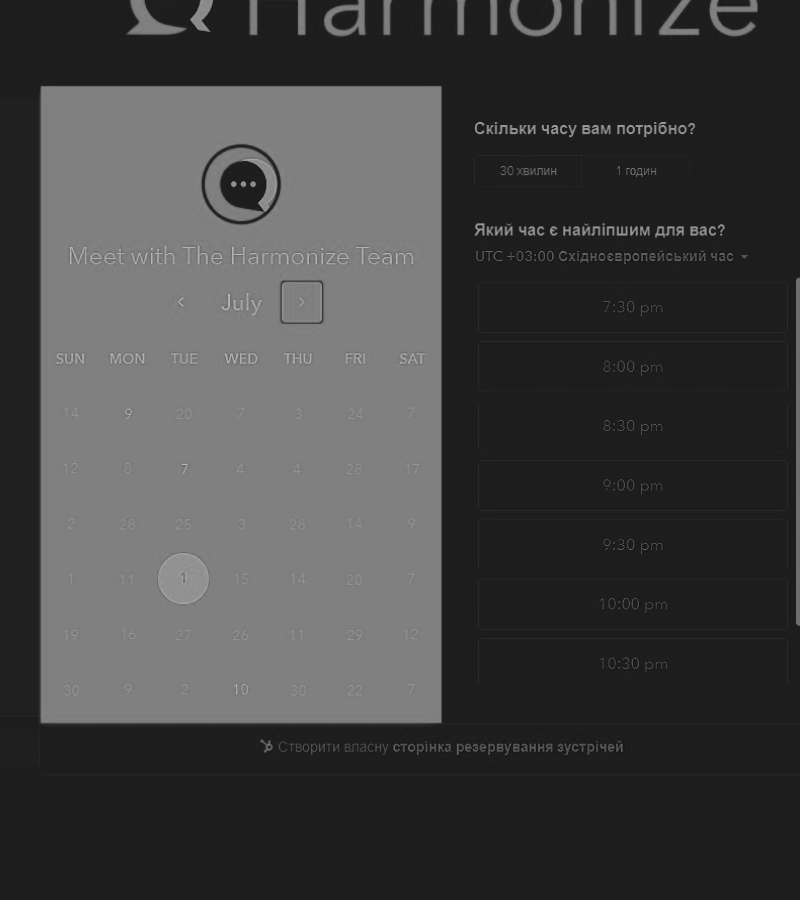 Harmonize
Meet with The Harmonize Team
July
SUN MON TUE WED THU FRI SAT
14 9 20 7 3 24 7
12 8 7 4 4 28 17
2 28 25 3 28 14 9
1 11 1 15 14 20 7
19 16 27 26 11 29 12
30 9 2 10 30 22 7
Скільки часу вам потрібно?
30 хвилин 1 годин
Який час є найліпшим для вас?
UTC +03:00 Східноєвропейський час
7:30 pm
8:00 pm
8:30 pm
9:00 pm
9:30 pm
10:00 pm
10:30 pm
Створити власну сторінка резервування зустрічей